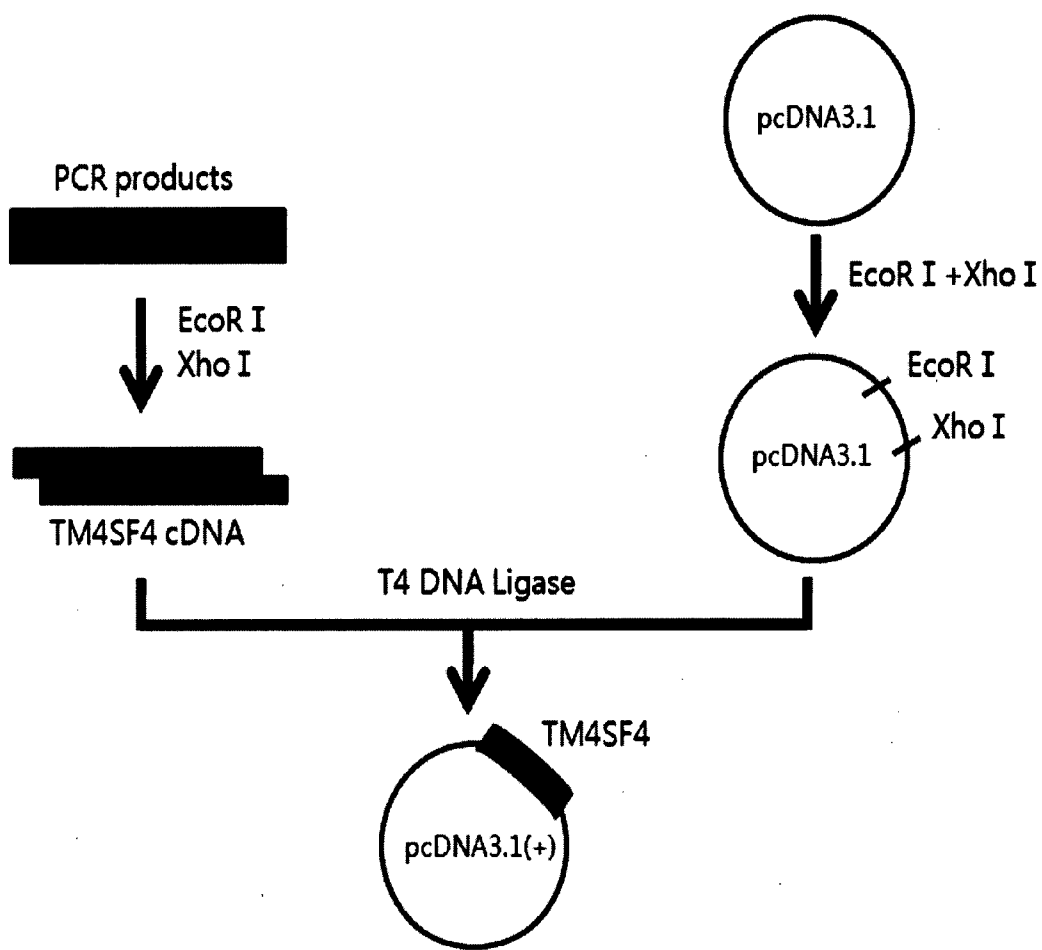 pcDNA3.1
PCR products
EcoR I +Xho I
EcoR I
Xho I
EcoR I
Xho I
pcDNA3.1
TM4SF4 cDNA
T4 DNA Ligase
TM4SF4
pcDNA3.1(+)